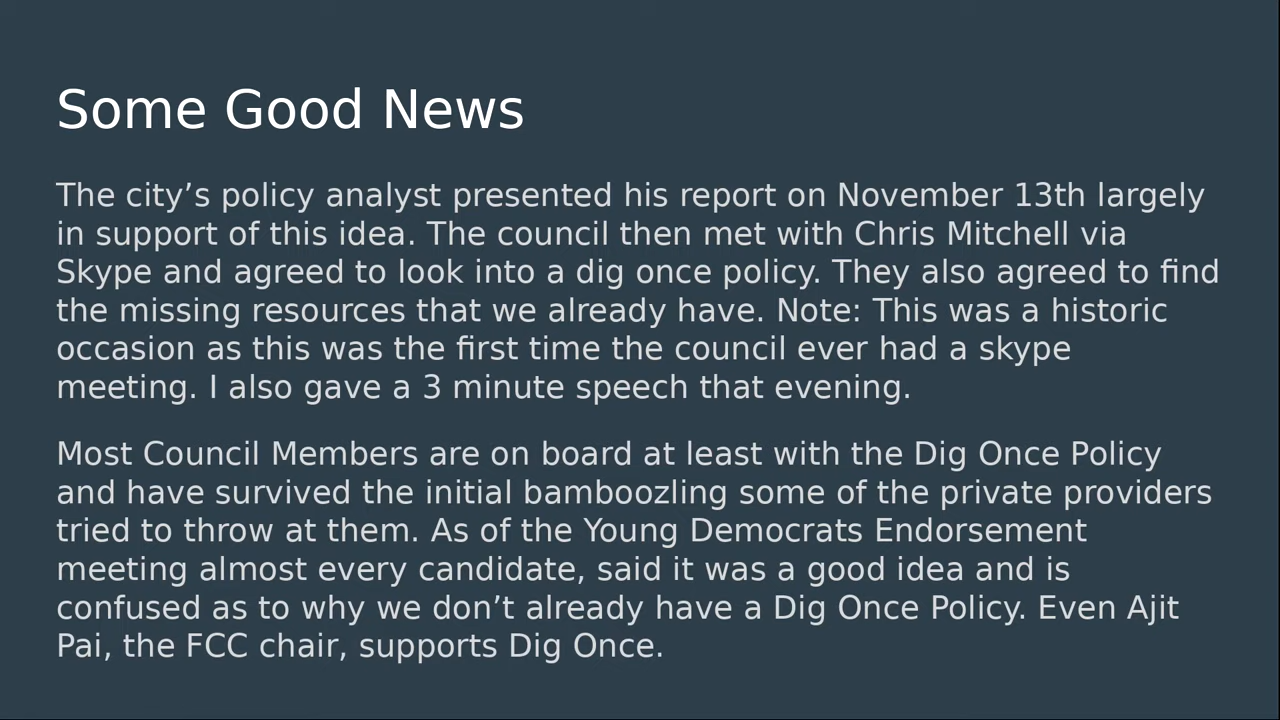 Some Good News
The city’s policy analyst presented his report on November 13th largely
in support of this idea. The council then met with Chris Mitchell via
Skype and agreed to look into a dig once policy. They also agreed to find
the missing resources that we already have. Note: This was a historic
occasion as this was the first time the council ever had a skype
meeting. I also gave a 3 minute speech that evening.
Most Council Members are on board at least with the Dig Once Policy
and have survived the initial bamboozling some of the private providers
tried to throw at them. As of the Young Democrats Endorsement
meeting almost every candidate, said it was a good idea and is
confused as to why we don’t already have a Dig Once Policy. Even Ajit
Pai, the FCC chair, supports Dig Once.